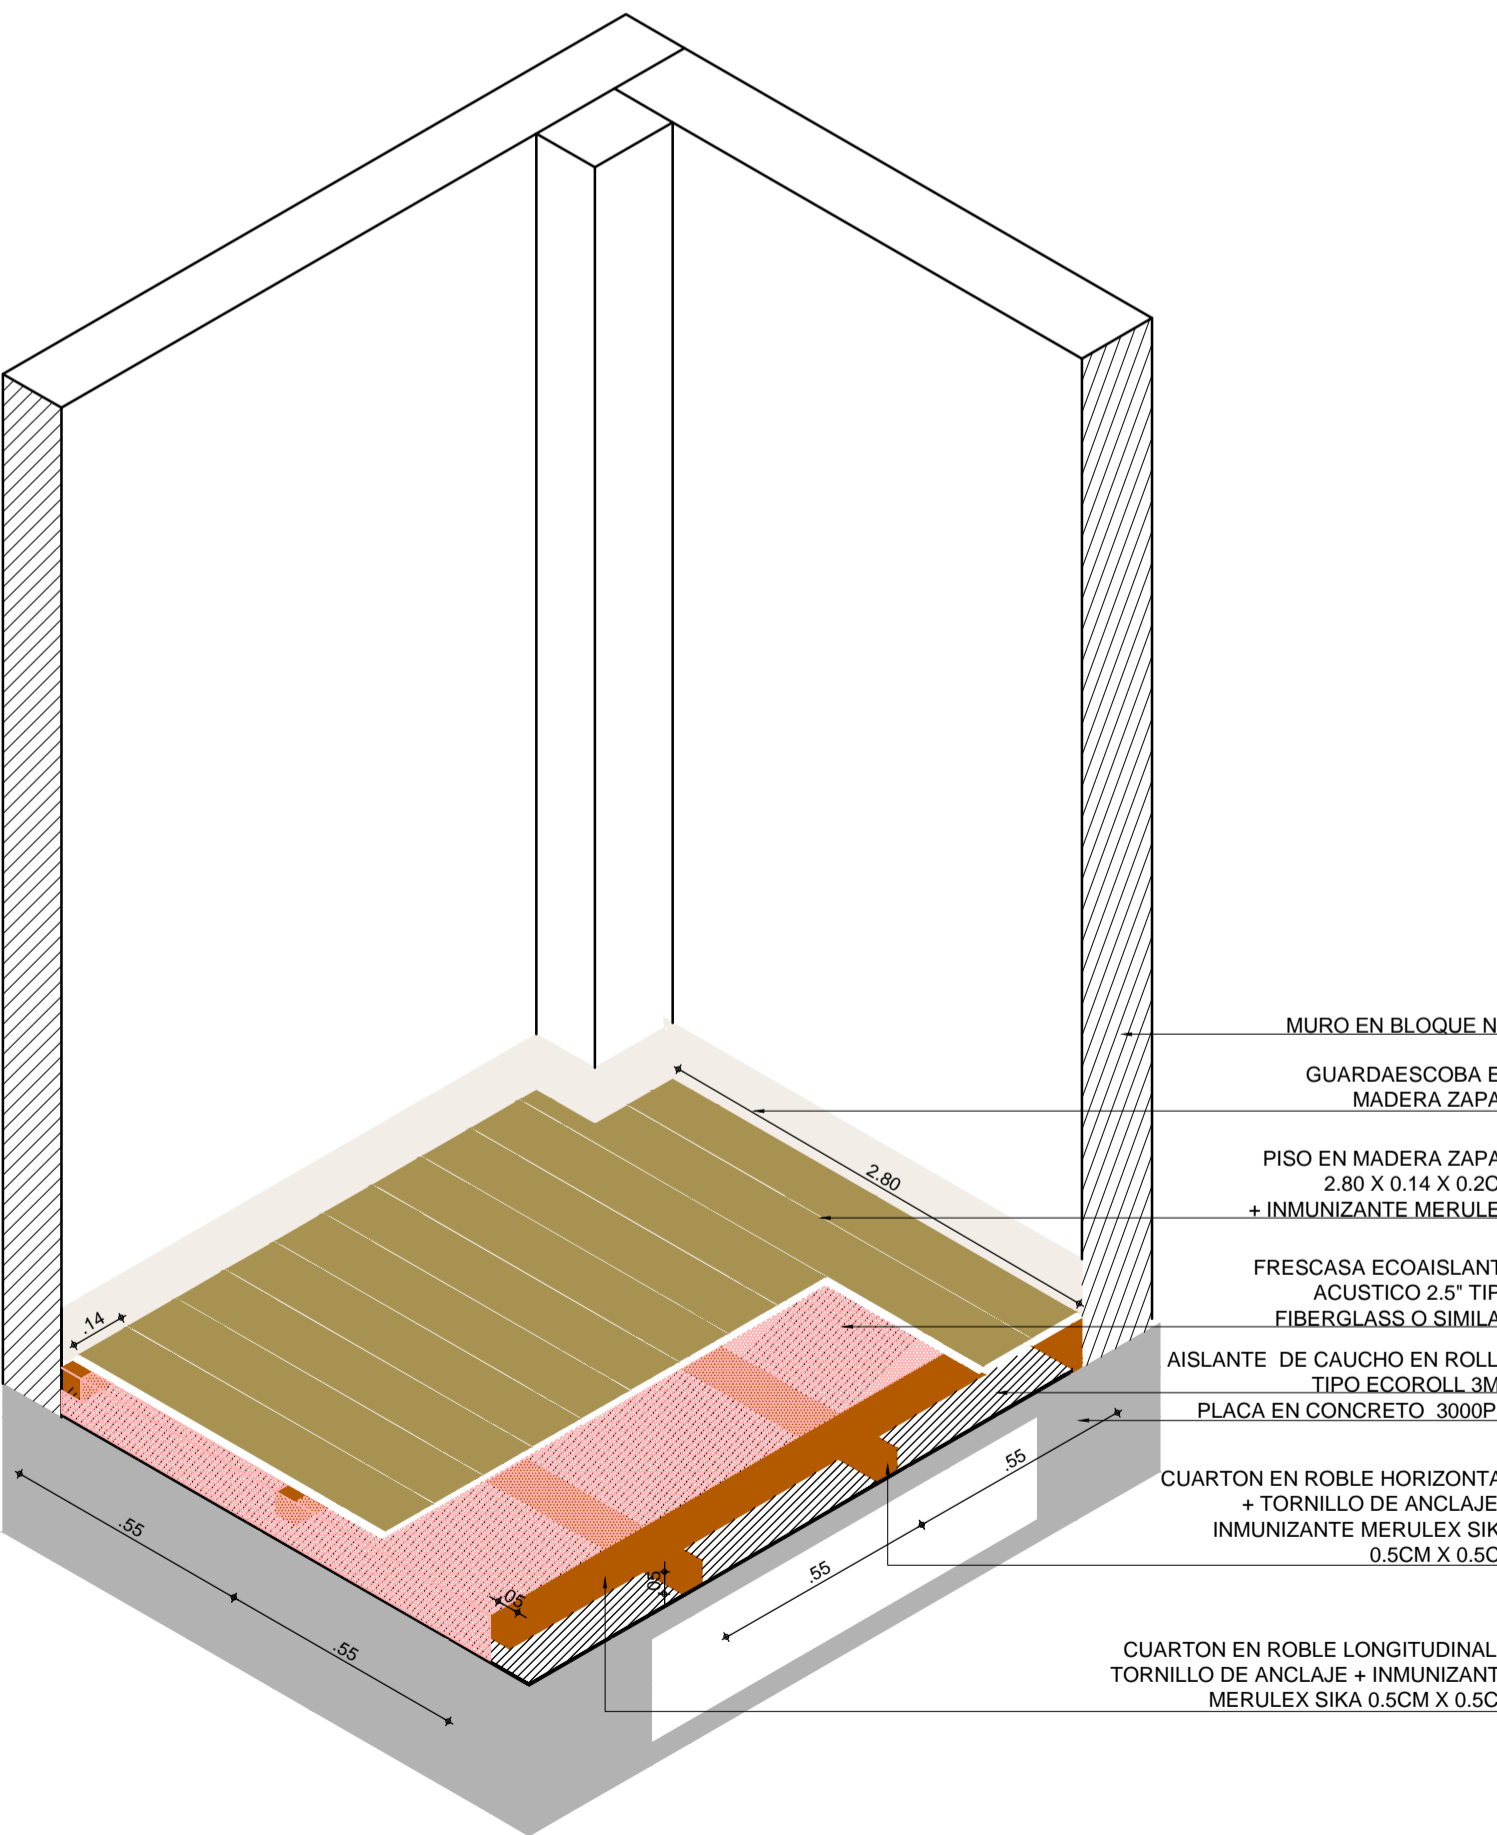 MURO EN BLOQUE N
GUARDAESCOBA E
MADERA ZAPA
2.80
PISO EN MADERA ZAPA
2.80 X 0.14 X 0.2C
+ INMUNIZANTE MERULE
FRESCASA ECOAISLANT
ACUSTICO 2.5" TIP
FIBERGLASS O SIMILA
.14
AISLANTE DE CAUCHO EN ROLL
TIPO ECOROLL 3M
PLACA EN CONCRETO 3000P
.55
CUARTON EN ROBLE HORIZONTA
+ TORNILLO DE ANCLAJE
INMUNIZANTE MERULEX SIK
0.5CM X 0.5C
.55
.55
.05
.05
.55
CUARTON EN ROBLE LONGITUDINAL
TORNILLO DE ANCLAJE + INMUNIZANT
MERULEX SIKA 0.5CM X 0.5C